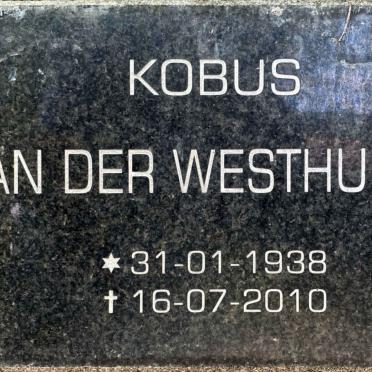 KOBUS
AN DER WESTHU
✶ 31-01-1938
✝ 16-07-2010